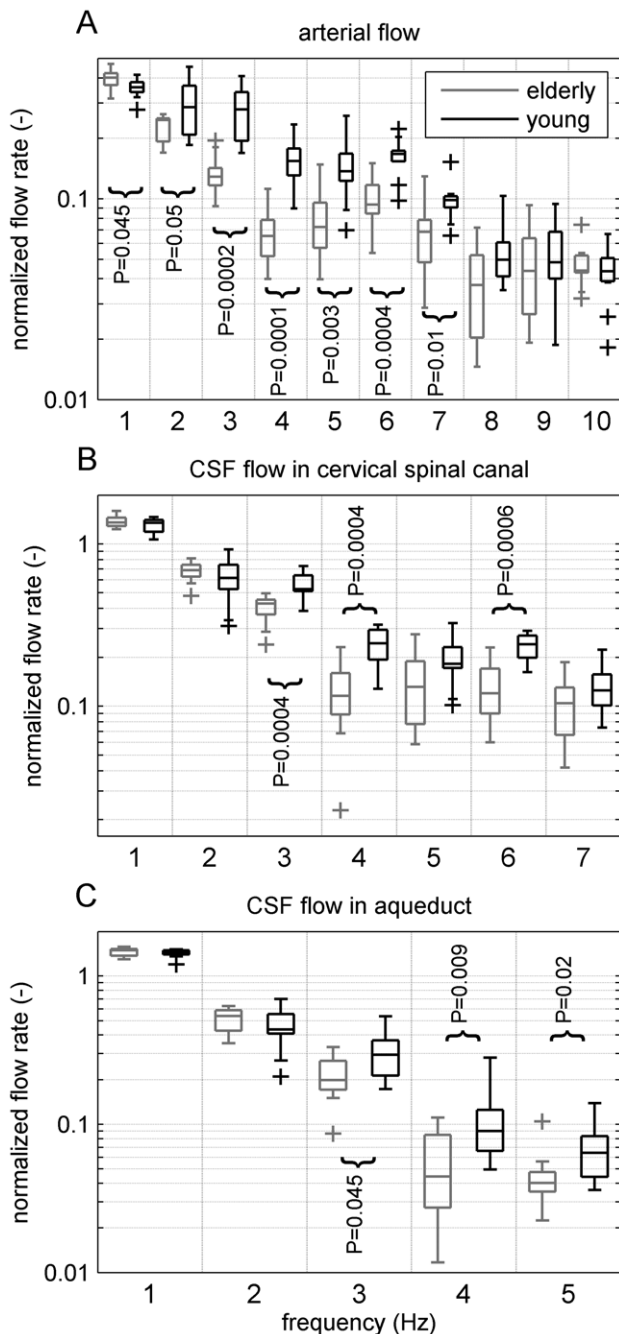 A
arterial flow
elderly
young
normalized flow rate (-)
0.1
0.01
P=0.045
P=0.05
P=0.0002
P=0.0001
P=0.003
P=0.0004
P=0.01
1 2 3 4 5 6 7 8 9 10
B
CSF flow in cervical spinal canal
normalized flow rate (-)
1
0.1
P=0.0004
P=0.0004
P=0.0006
1 2 3 4 5 6 7
C
CSF flow in aqueduct
normalized flow rate (-)
1
0.1
0.01
P=0.045
P=0.009
P=0.02
1 2 3 4 5
frequency (Hz)